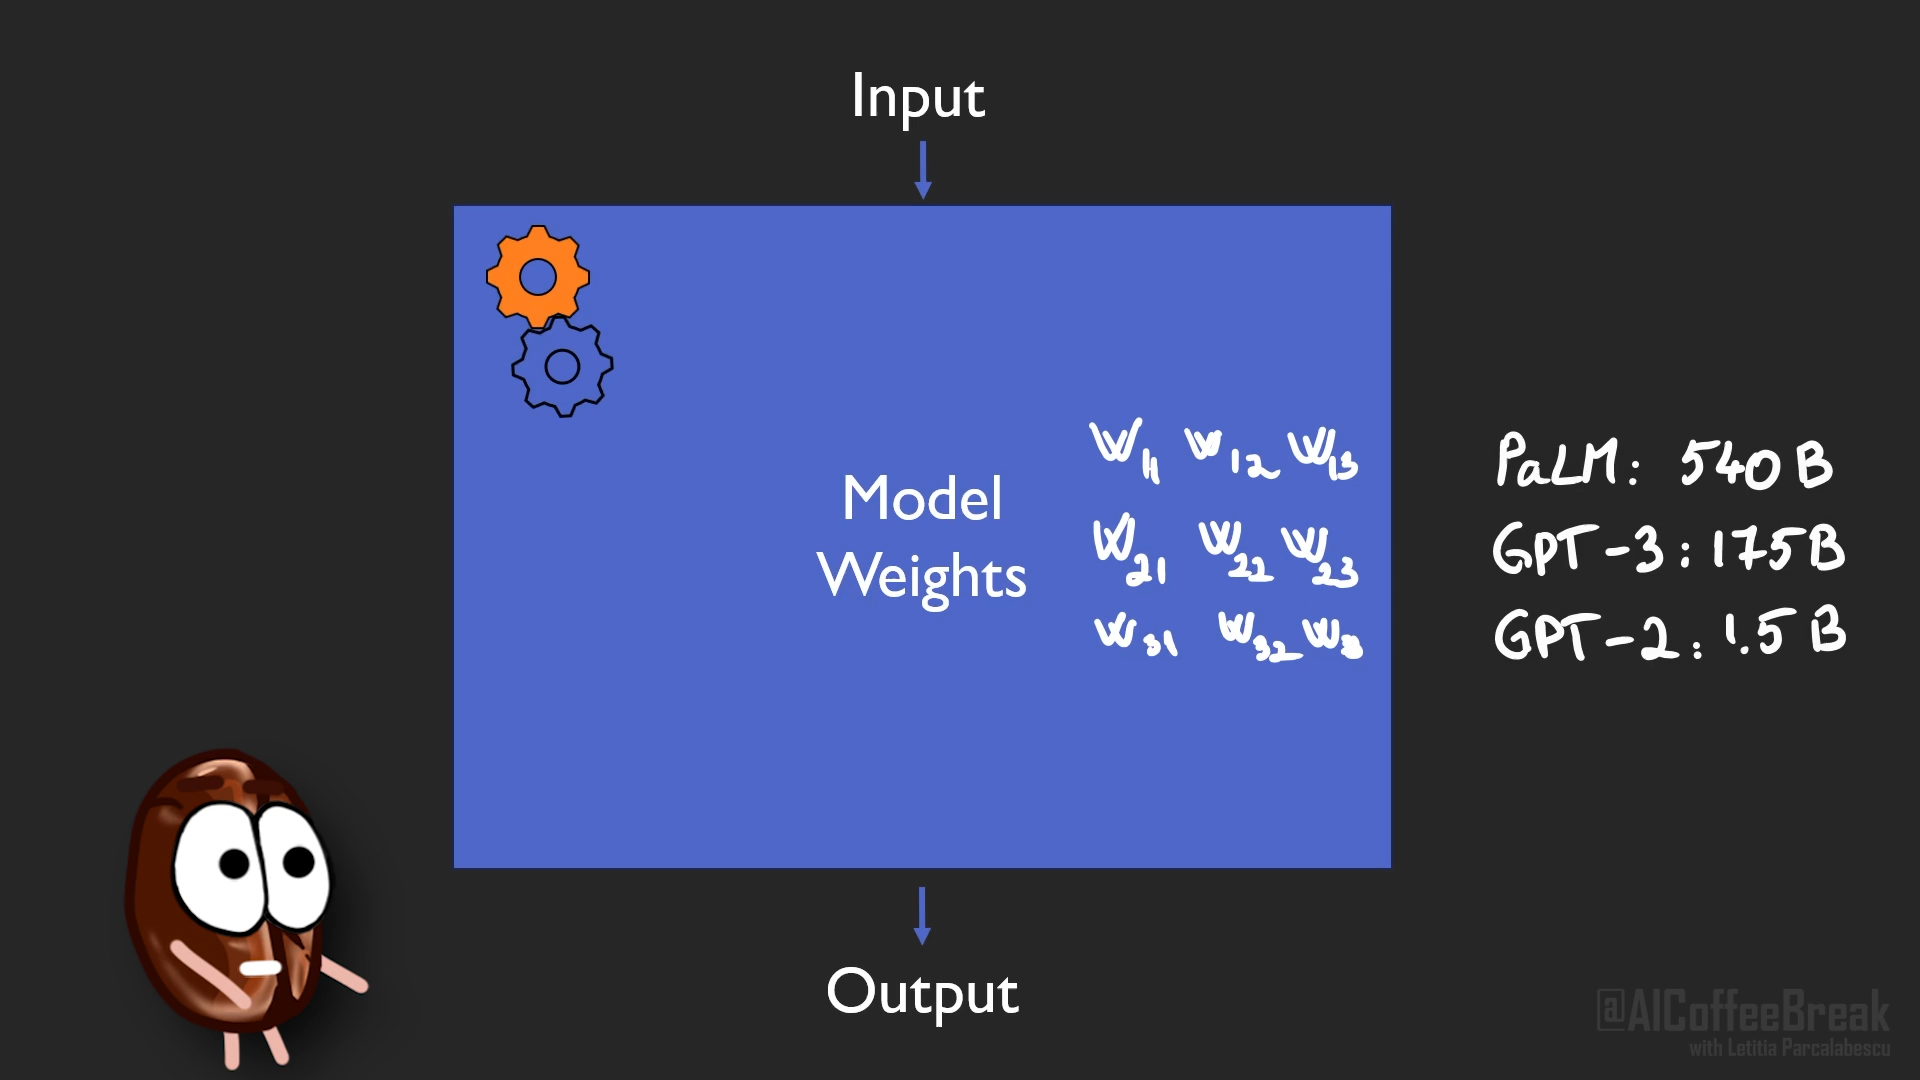 Input
Model
Weights
W11 W12 W13
W21 W22 W23
W31 W32 W3
PaLM: 540 B
GPT-3: 175B
GPT-2: 1.5 B
Output
@AICoffeeBreak
with Letitia Parcalabescu